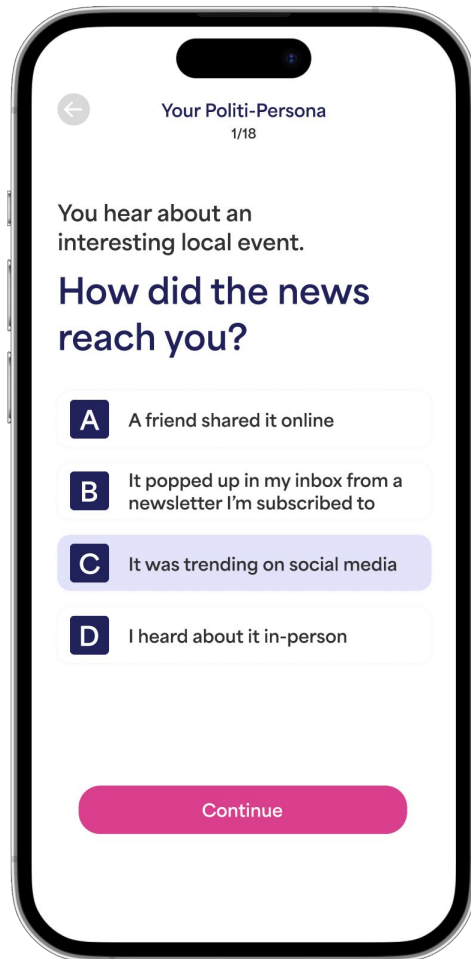 Your Politi-Persona
1/18
You hear about an
interesting local event.
How did the news
reach you?
A
A friend shared it online
B
It popped up in my inbox from a
newsletter I'm subscribed to
C
It was trending on social media
D
I heard about it in-person
Continue